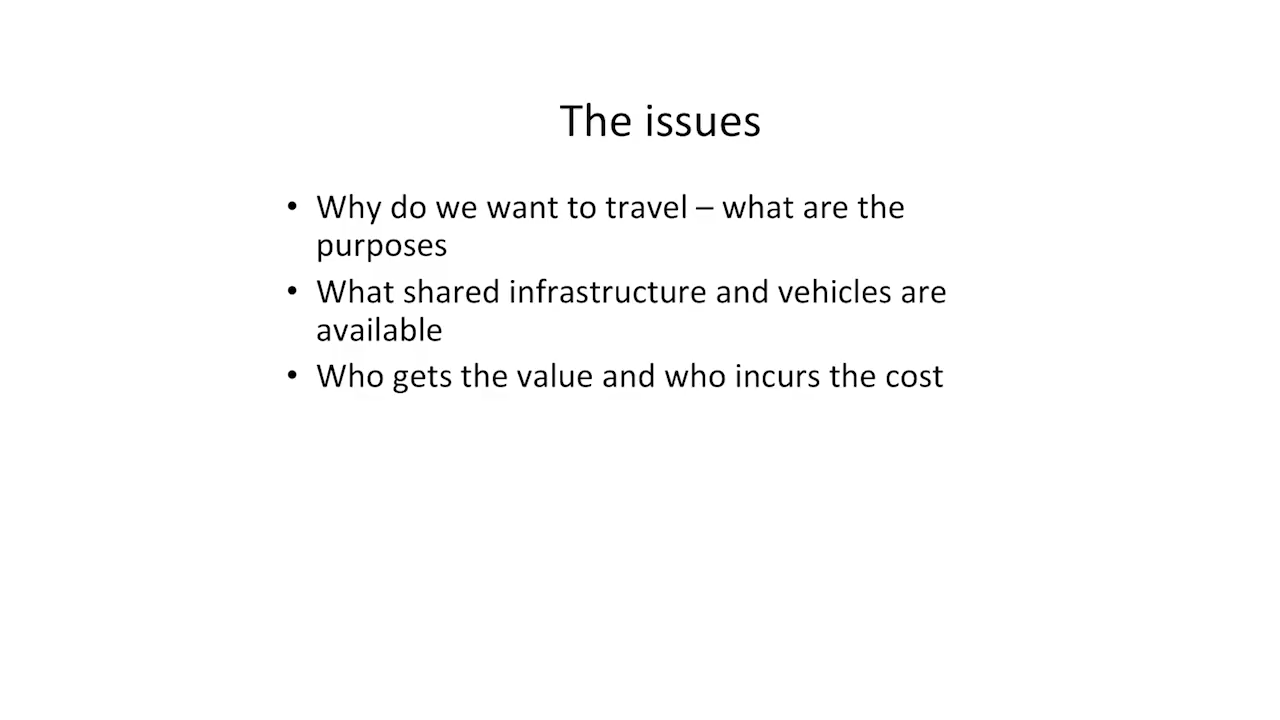 The issues
• Why do we want to travel – what are the
purposes
• What shared infrastructure and vehicles are
available
• Who gets the value and who incurs the cost